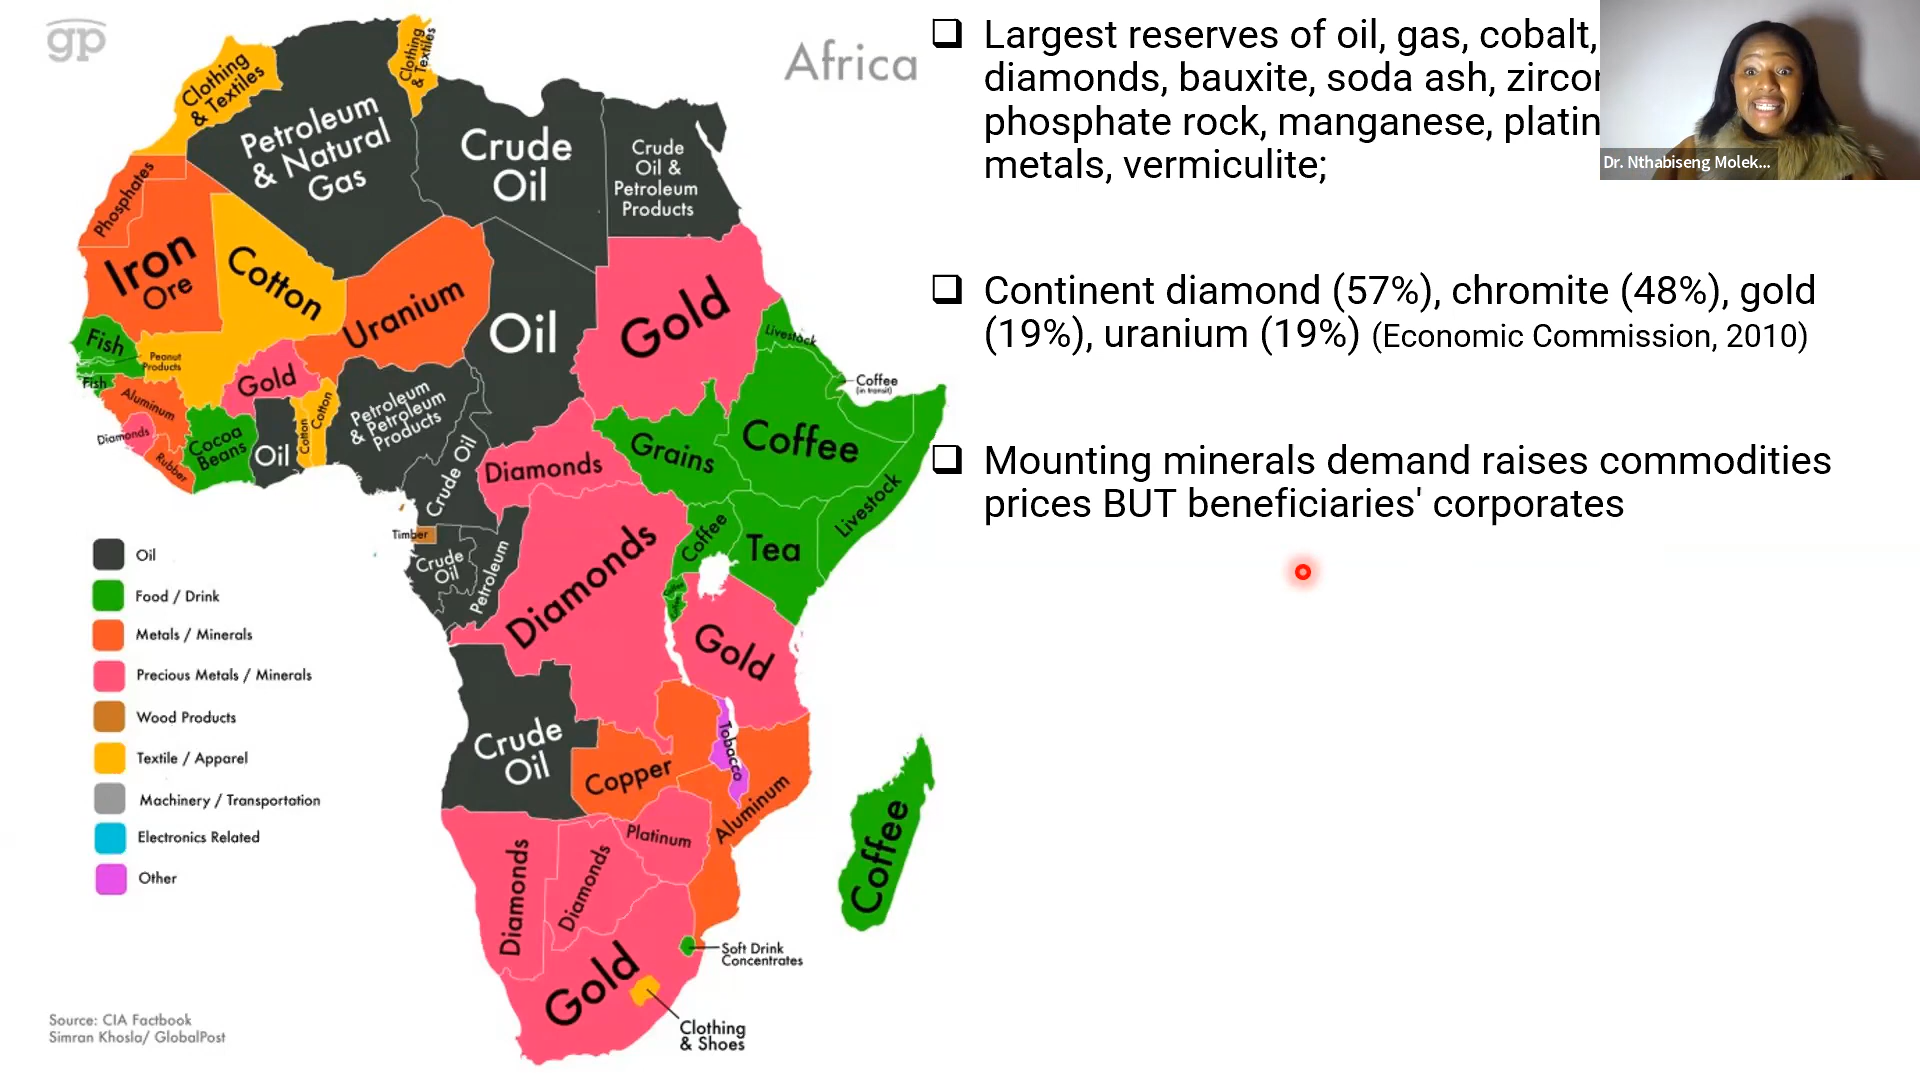 gp
Africa
Clothing
& Textiles
Clothing
& Textiles
Petroleum
& Natural
Gas
Crude
Oil
Crude
Oil &
Petroleum
Products
Phosphates
Iron
Ore
Cotton
Uranium
Oil
Gold
Livestock
Fish
Peanut
Products
Fish
Gold
Coffee
(in transit)
Aluminum
Diamonds
Rubber
Cocoa
Beans
Oil
Cotton
Cotton
Petroleum
& Petroleum
Products
Crude Oil
Diamonds
Grains
Coffee
Livestock
Timber
Crude
Oil
Petroleum
Diamonds
Coffee
Tea
Coffee
Coffee
Gold
Crude
Oil
Copper
Tobacco
Aluminum
Platinum
Diamonds
Diamonds
Coffee
Gold
Soft Drink
Concentrates
Clothing
& Shoes
Oil
Food / Drink
Metals / Minerals
Precious Metals / Minerals
Wood Products
Textile / Apparel
Machinery / Transportation
Electronics Related
Other
Source: CIA Factbook
Simran Khosla/ GlobalPost
Largest reserves of oil, gas, cobalt,
diamonds, bauxite, soda ash,
phosphate rock, manganese,
metals, vermiculite;
Continent diamond (57%), chromite (48%), gold
(19%), uranium (19%) (Economic Commission, 2010)
Mounting minerals demand raises commodities
prices BUT beneficiaries' corporates
Dr. Nthabiseng Molek...